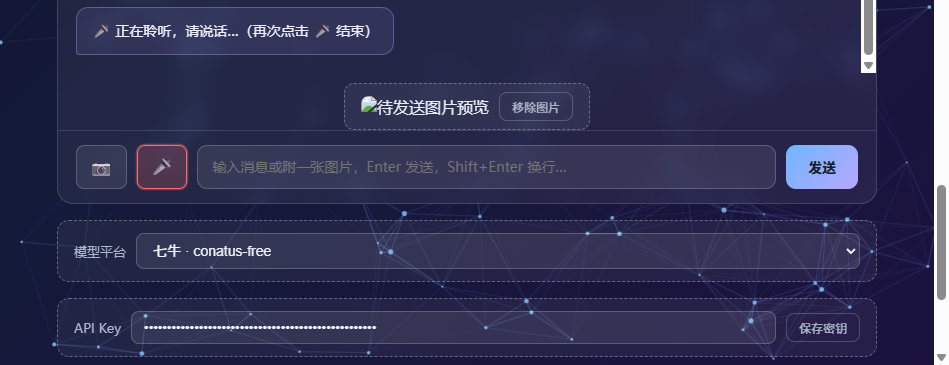 🎤 正在聆听，请说话...（再次点击 🎤 结束）
待发送图片预览 移除图片
输入消息或附一张图片，Enter 发送，Shift+Enter 换行... 发送
模型平台 七牛 · conatus-free
API Key •••••••••••••••••••••••••••••••••••••••••••••••••• 保存密钥